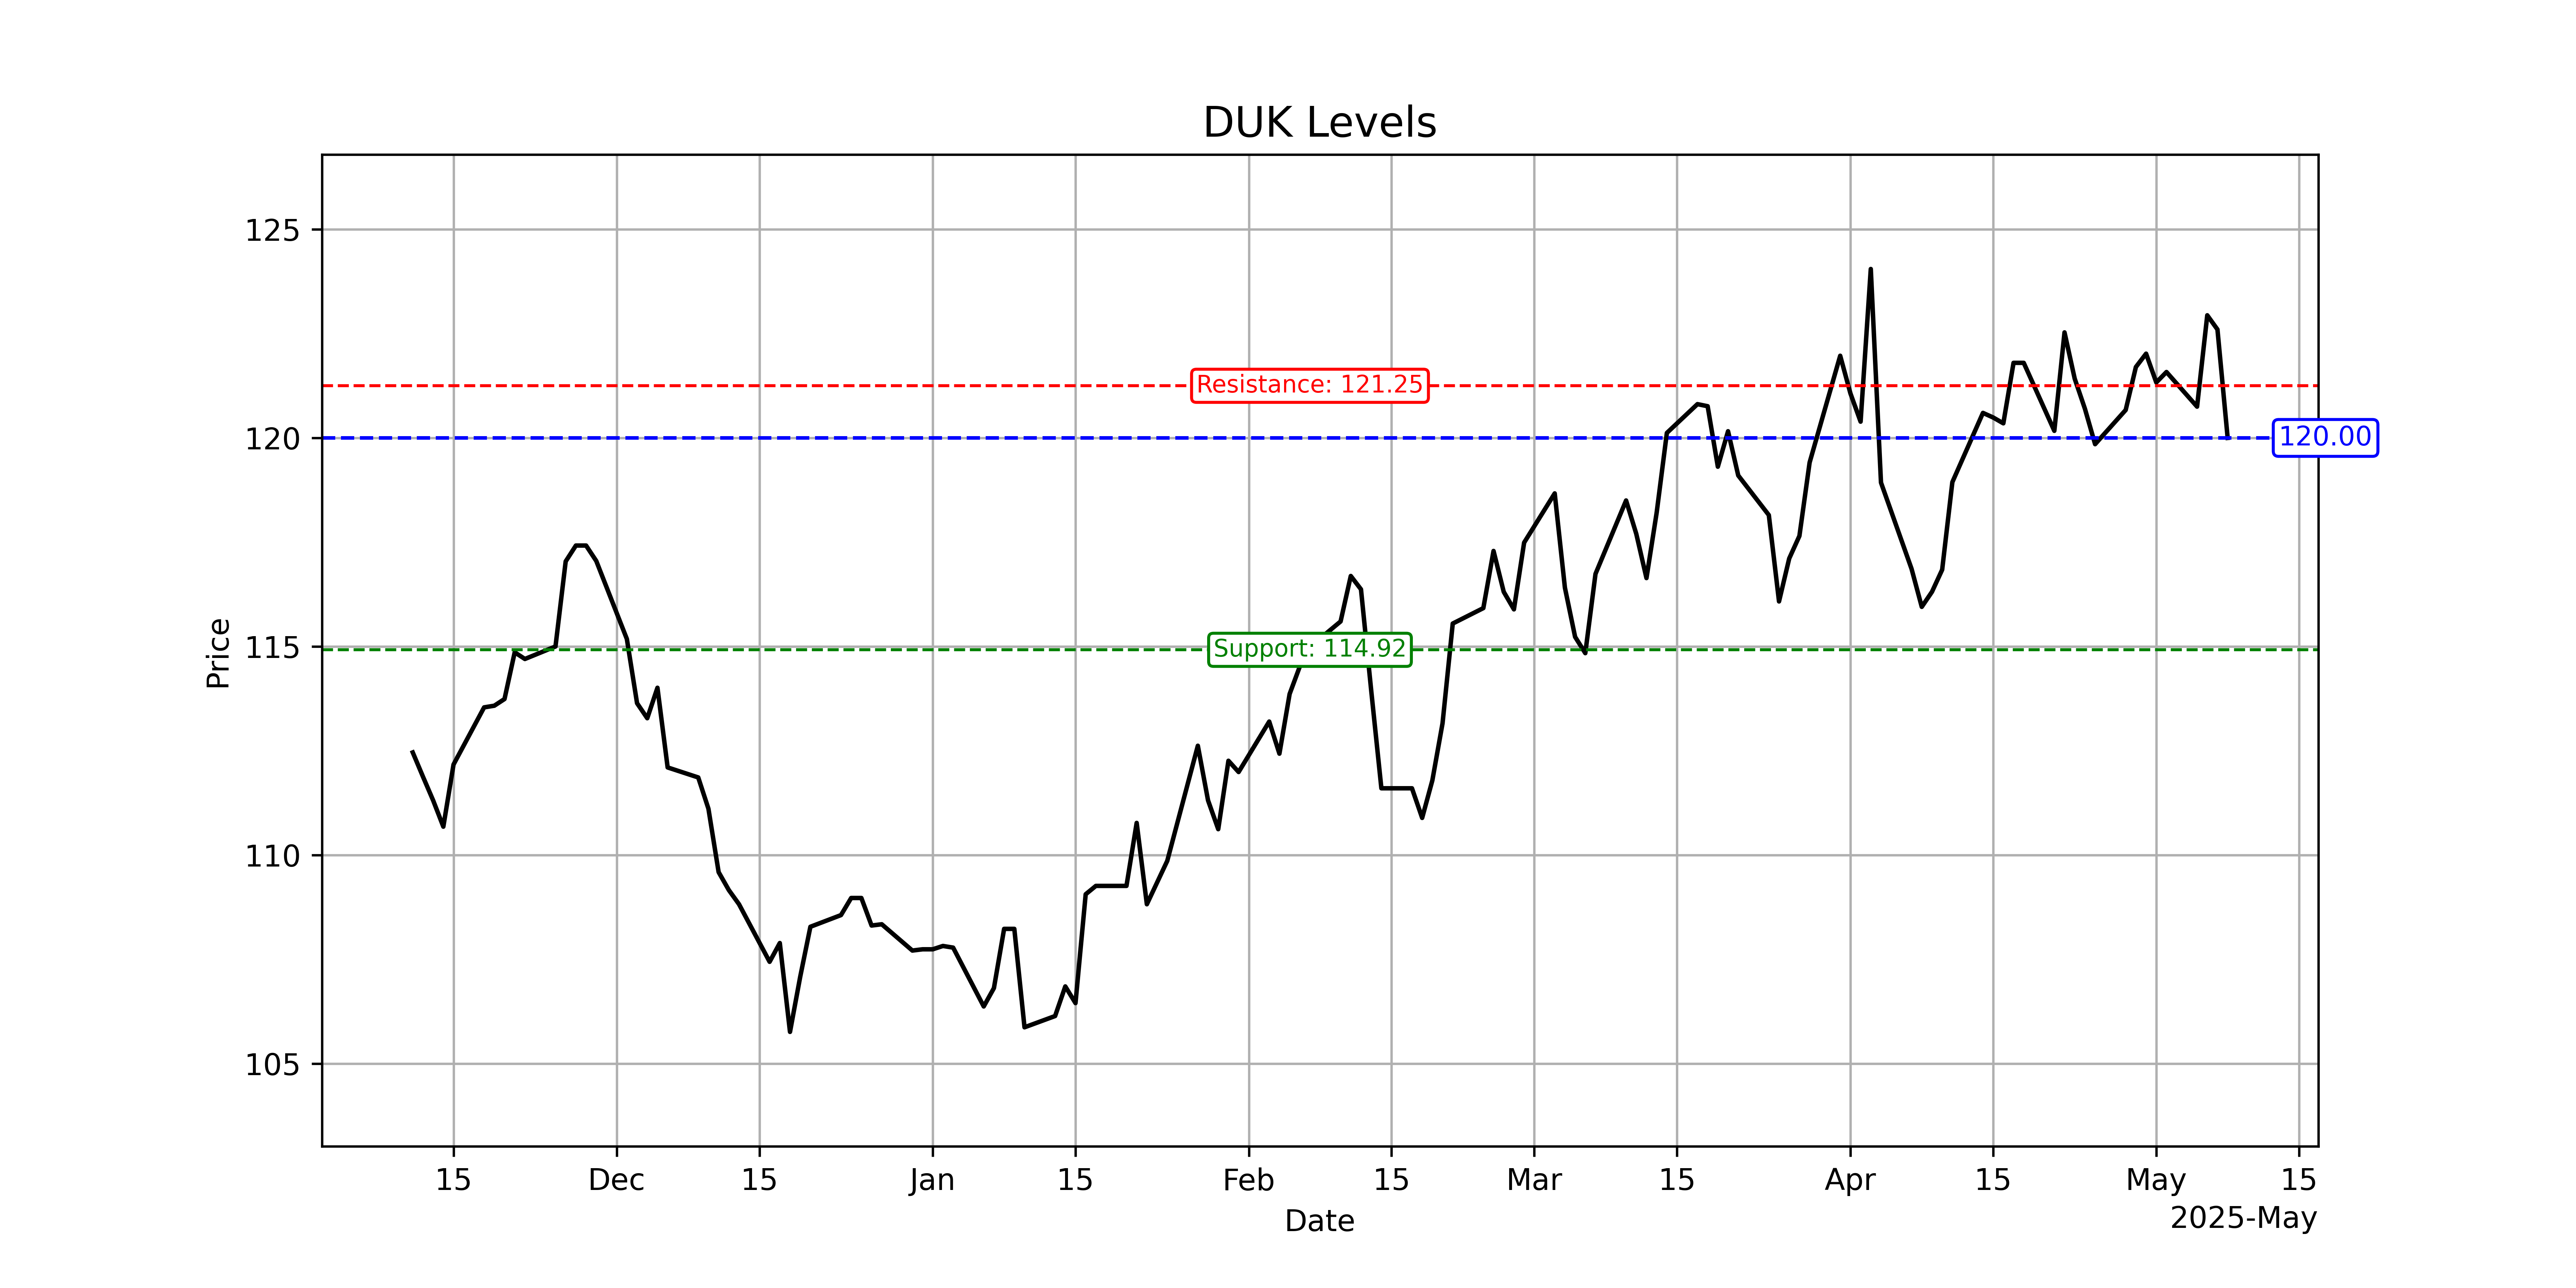 DUK Levels
125
120
115
110
105
Price
Resistance: 121.25
120.00
Support: 114.92
15 Dec 15 Jan 15 Feb 15 Mar 15 Apr 15 May 15
2025-May
Date